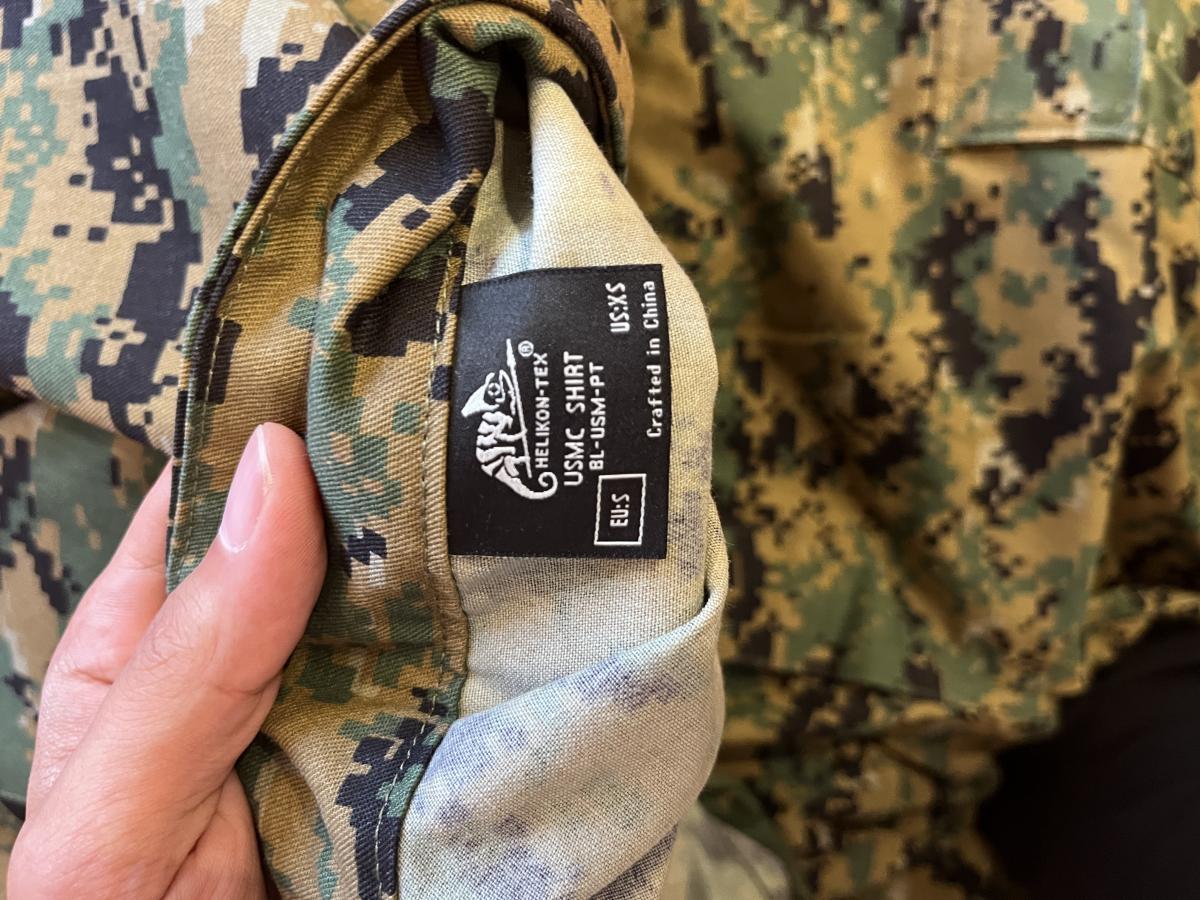 HELIKON-TEX®
USMC SHIRT
BL-USM-PT
EU:S
US:XS
Crafted in China